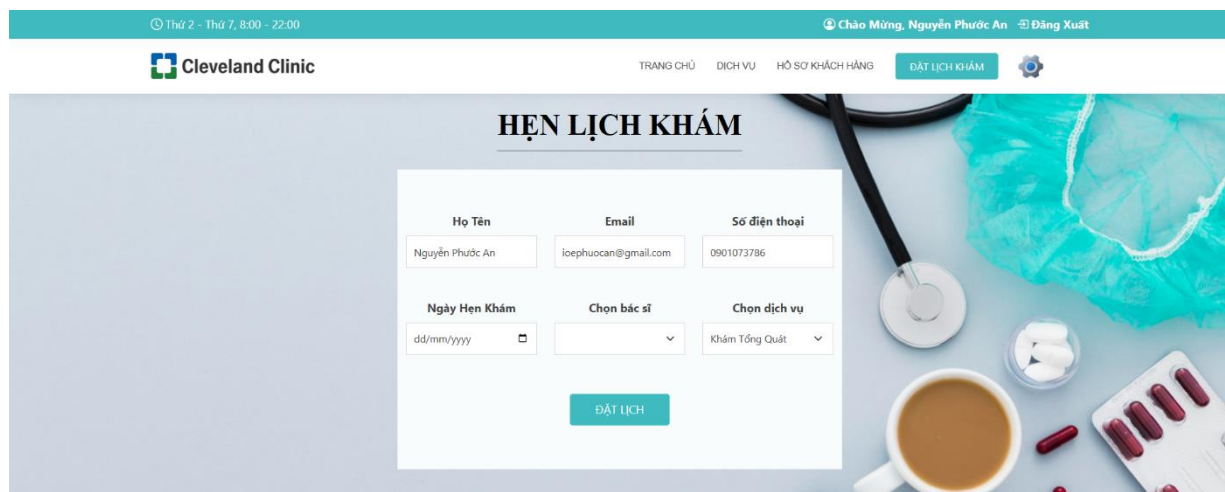 Thứ 2 - Thứ 7, 8:00 - 22:00
Chào Mừng, Nguyễn Phước An Đăng Xuất
Cleveland Clinic
TRANG CHỦ DỊCH VỤ HỒ SƠ KHÁCH HÀNG ĐẶT LỊCH KHÁM
HẸN LỊCH KHÁM
Họ Tên Email Số điện thoại
Nguyễn Phước An ioephuocan@gmail.com 0901073786
Ngày Hẹn Khám Chọn bác sĩ Chọn dịch vụ
dd/mm/yyyy Khám Tổng Quát
ĐẶT LỊCH